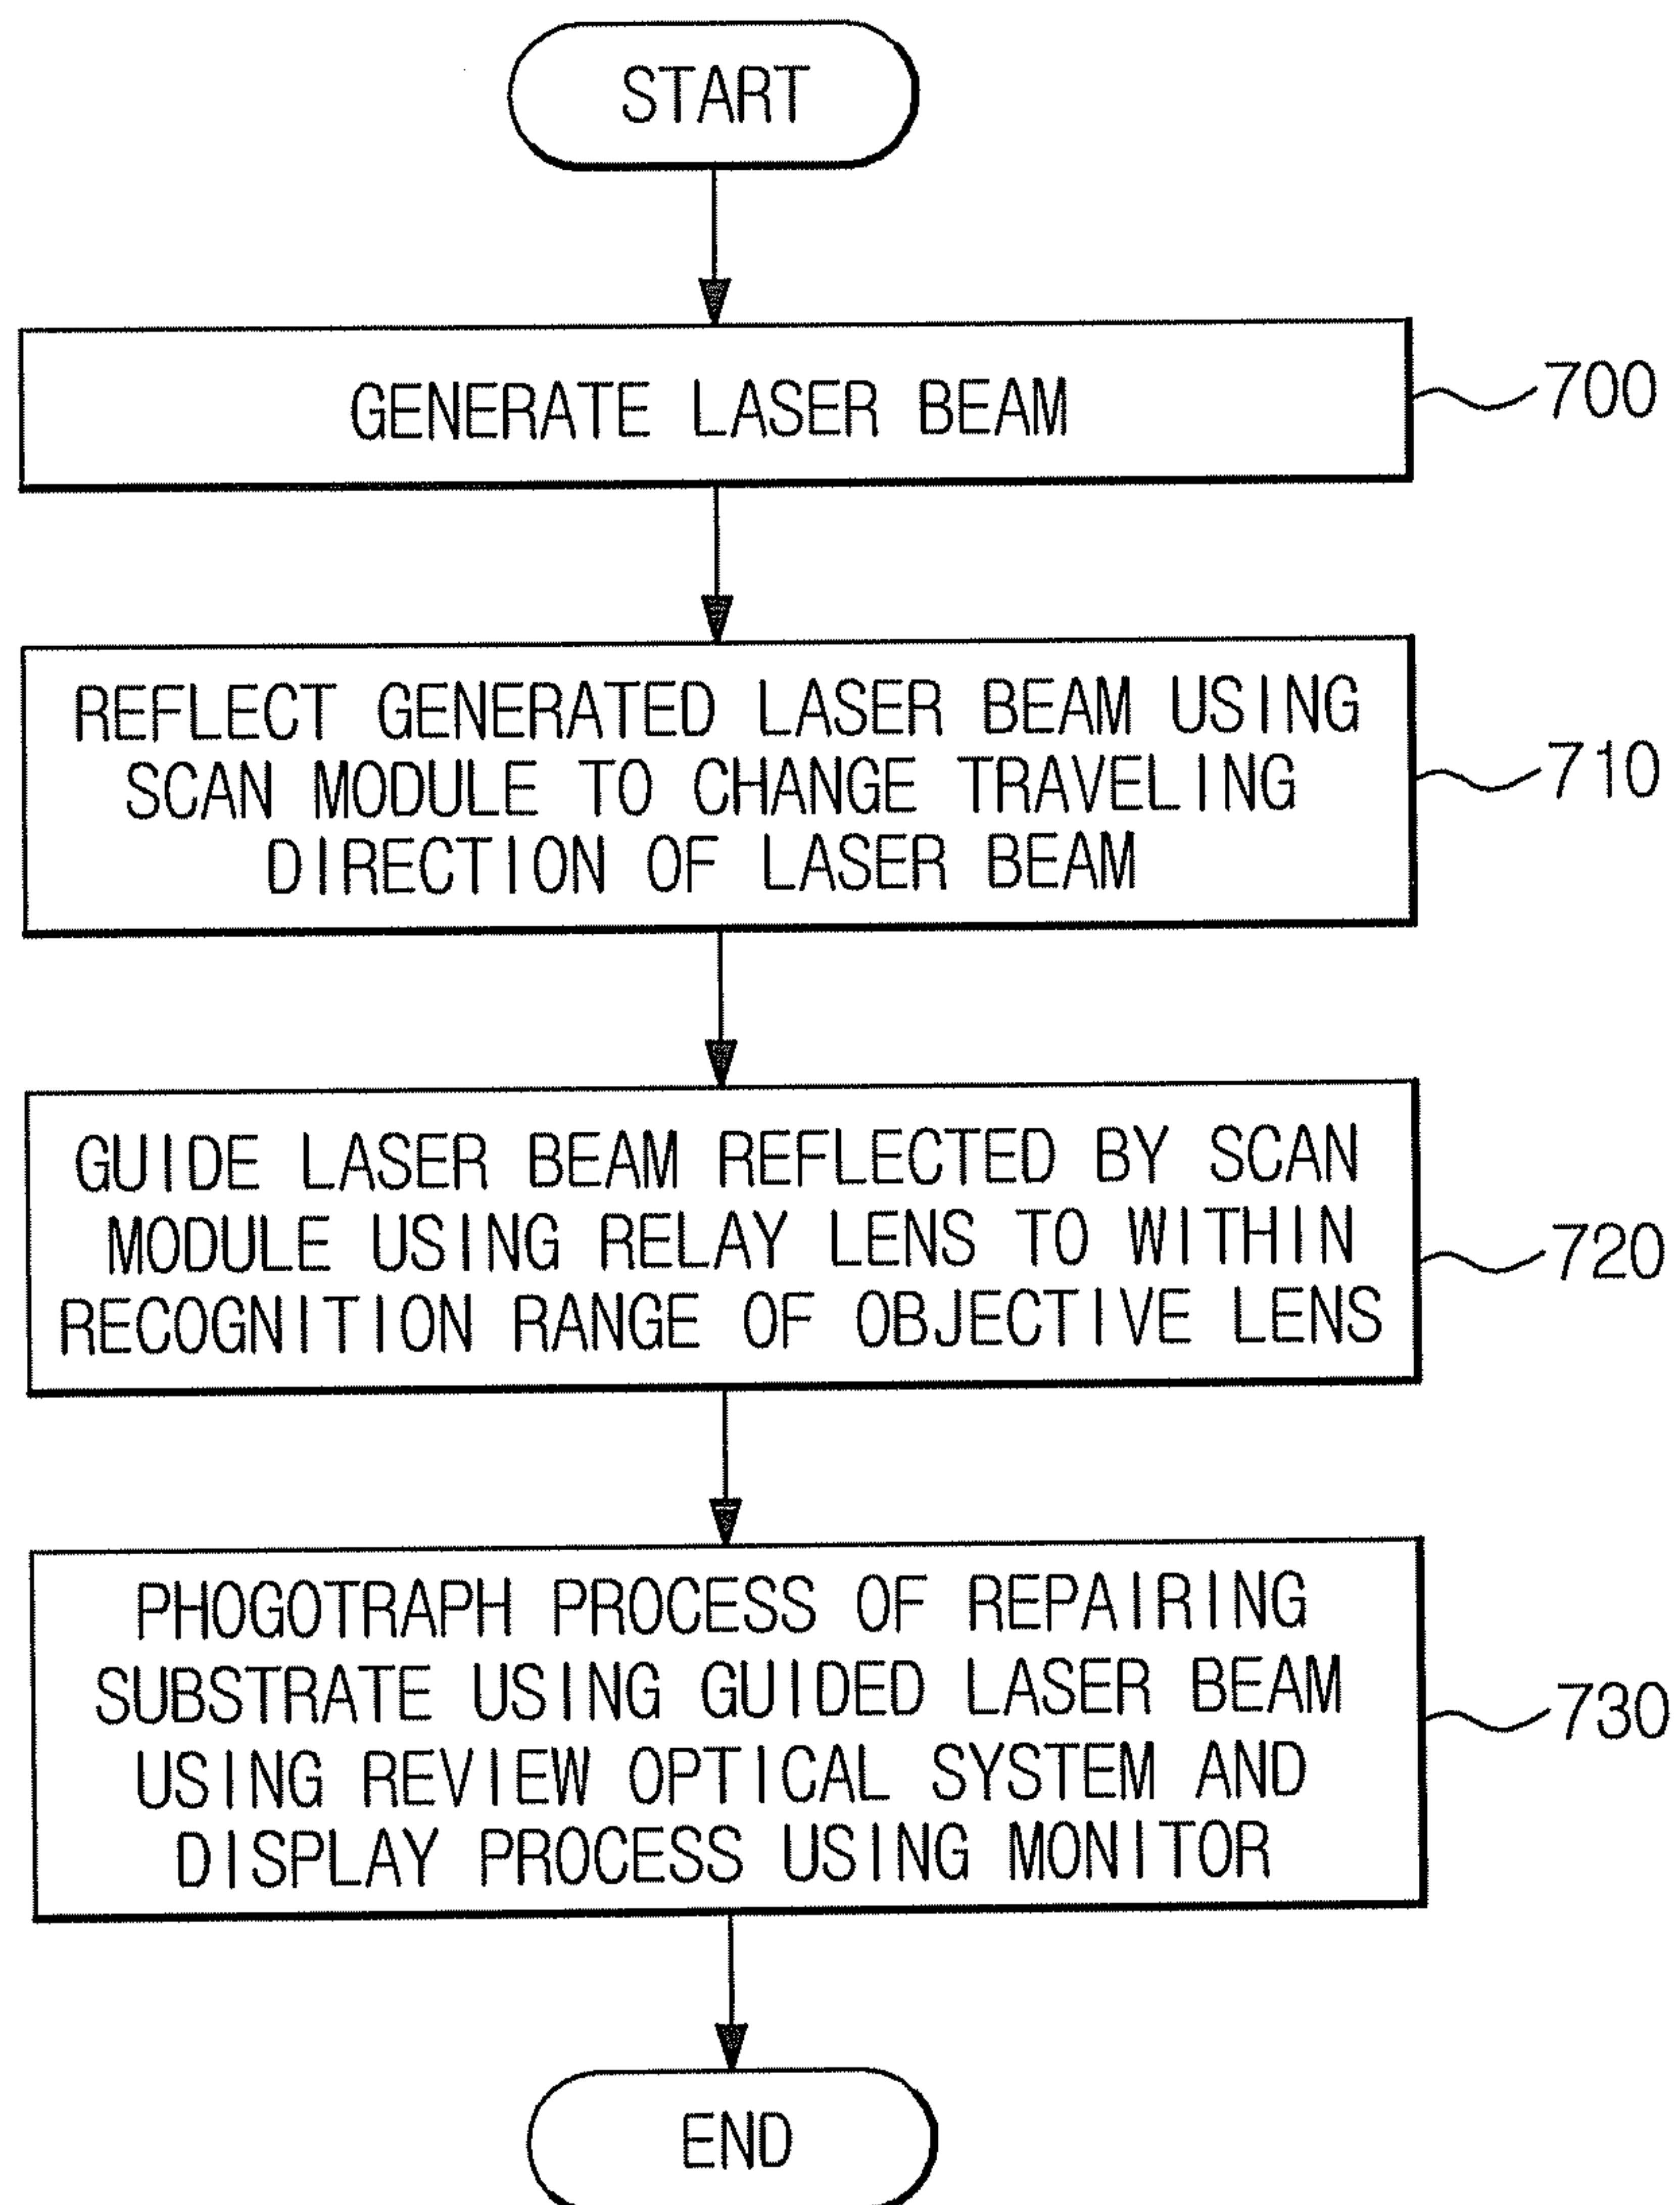 START
GENERATE LASER BEAM
700
REFLECT GENERATED LASER BEAM USING
SCAN MODULE TO CHANGE TRAVELING
DIRECTION OF LASER BEAM
710
GUIDE LASER BEAM REFLECTED BY SCAN
MODULE USING RELAY LENS TO WITHIN
RECOGNITION RANGE OF OBJECTIVE LENS
720
PHOGOTRAPH PROCESS OF REPAIRING
SUBSTRATE USING GUIDED LASER BEAM
USING REVIEW OPTICAL SYSTEM AND
DISPLAY PROCESS USING MONITOR
730
END